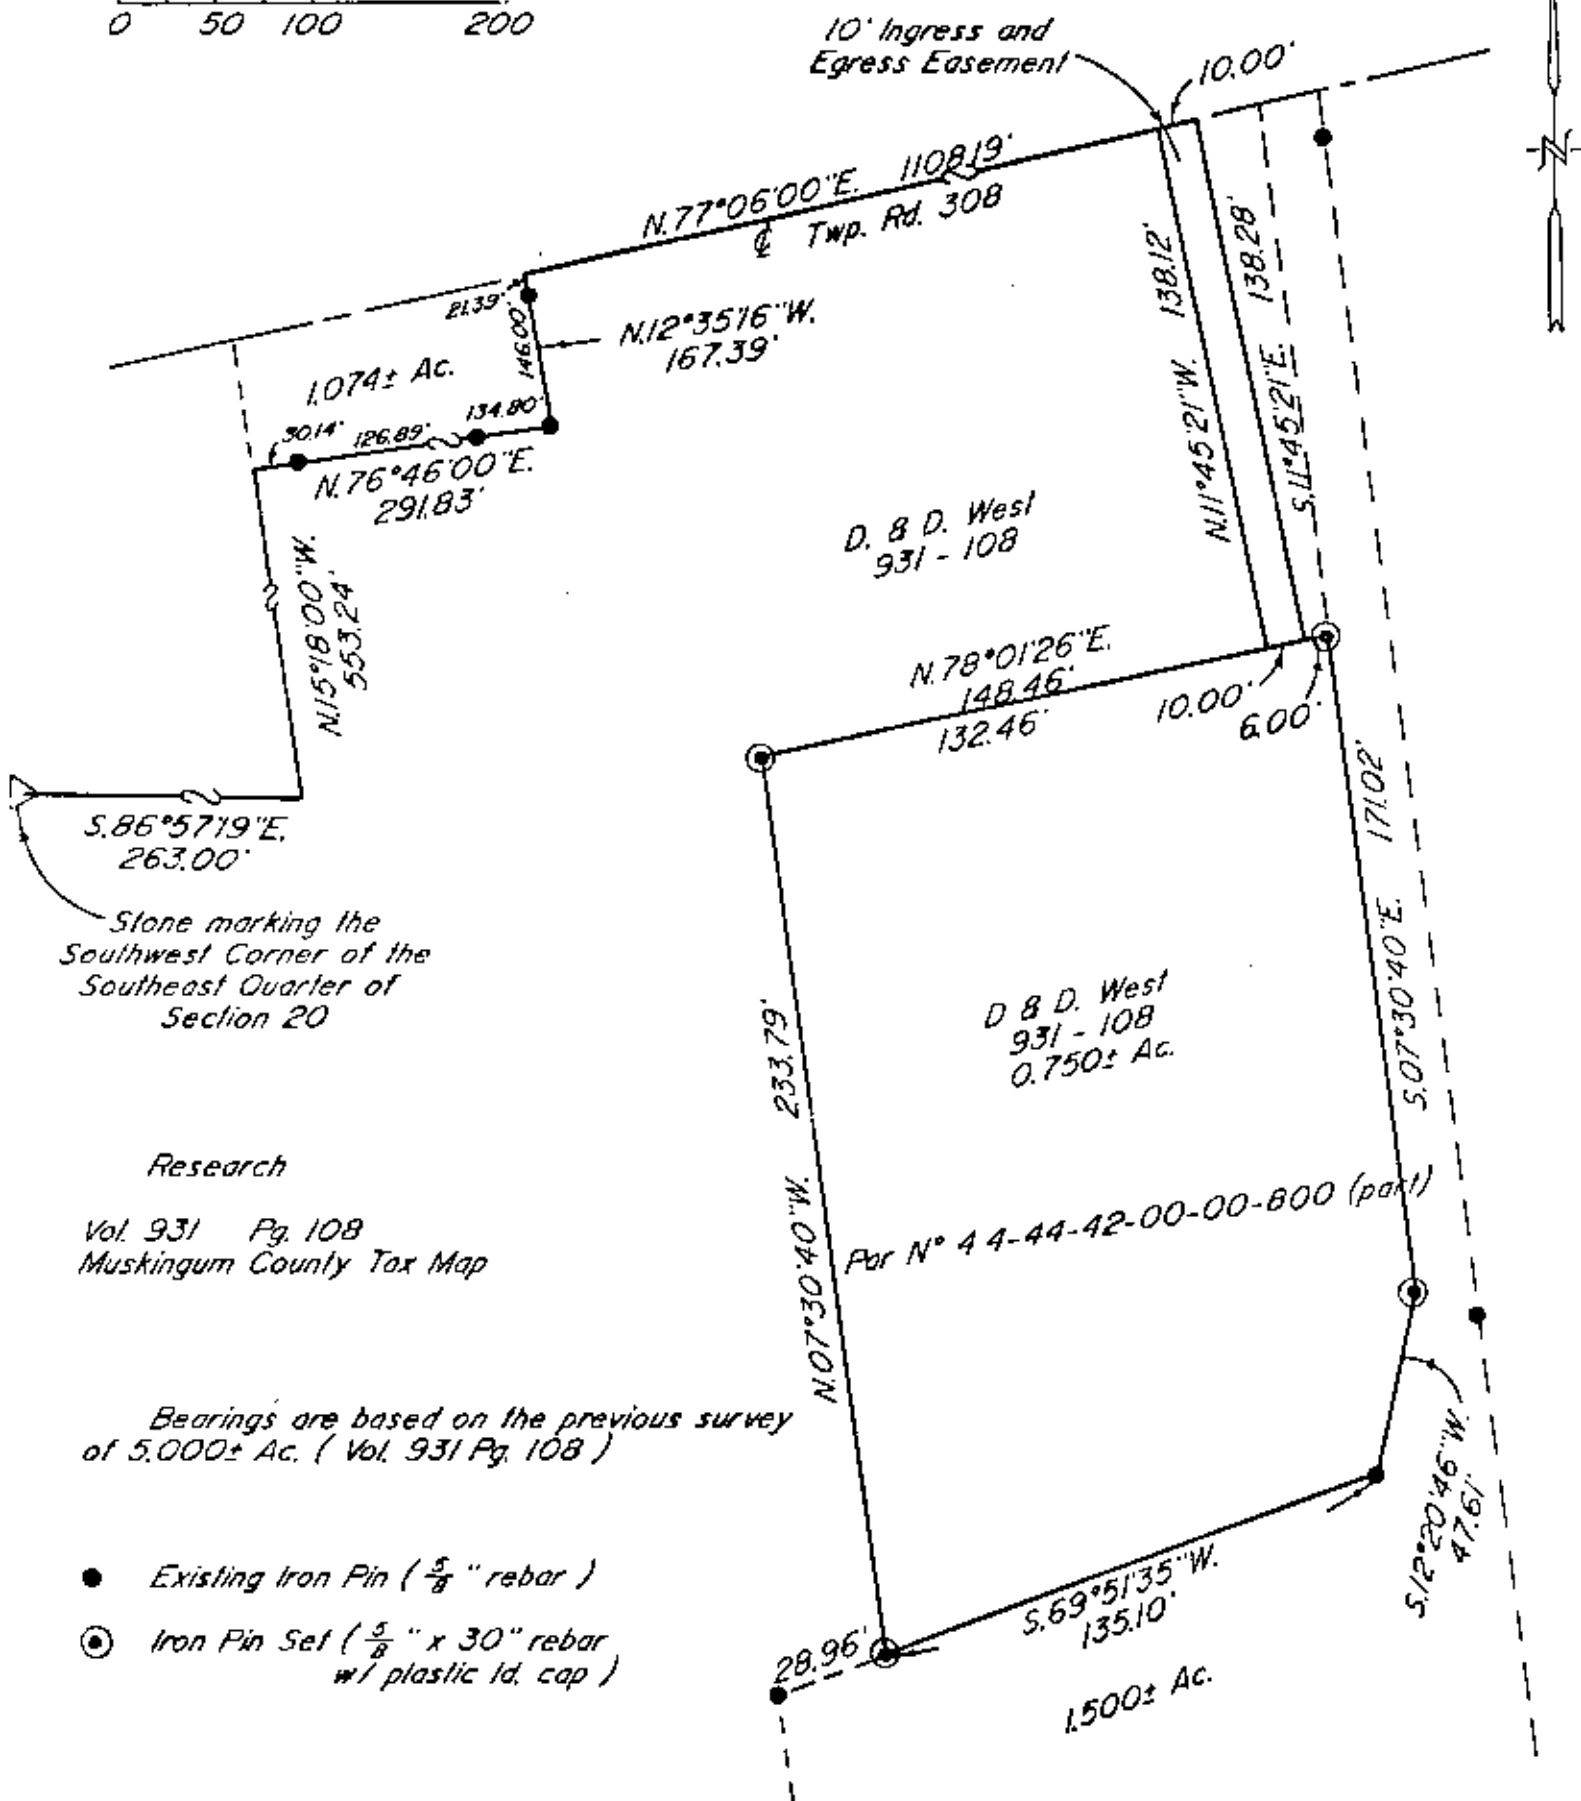 0 50 100 200
10' Ingress and
Egress Easement
10.00'
N.77°06'00"E. 1108.19'
℄ Twp. Rd. 308
21.39'
146.00'
N.12°35'16"W.
167.39'
1.074± Ac.
30.14'
126.89'
134.80'
N.76°46'00"E.
291.83'
138.12'
N.11°45'21"W.
138.28'
S.11°45'21"E.
D. & D. West
931 - 108
N.15°18'00"W.
553.24'
N.78°01'26"E.
148.46'
132.46'
10.00'
6.00'
S.86°57'19"E.
263.00'
Stone marking the
Southwest Corner of the
Southeast Quarter of
Section 20
171.02'
S.07°30'40"E.
233.79'
N.07°30'40"W.
D & D. West
931 - 108
0.750± Ac.
Par N° 44-44-42-00-00-800 (part)
Research
Vol. 931 Pg. 108
Muskingum County Tax Map
Bearings are based on the previous survey
of 5.000± Ac. ( Vol. 931 Pg. 108 )
Existing Iron Pin ( 5/8 " rebar )
Iron Pin Set ( 5/8 " x 30" rebar
w/ plastic Id. cap )
S.12°20'46"W.
47.61'
S.69°51'35"W.
135.10'
28.96'
1.500± Ac.
N